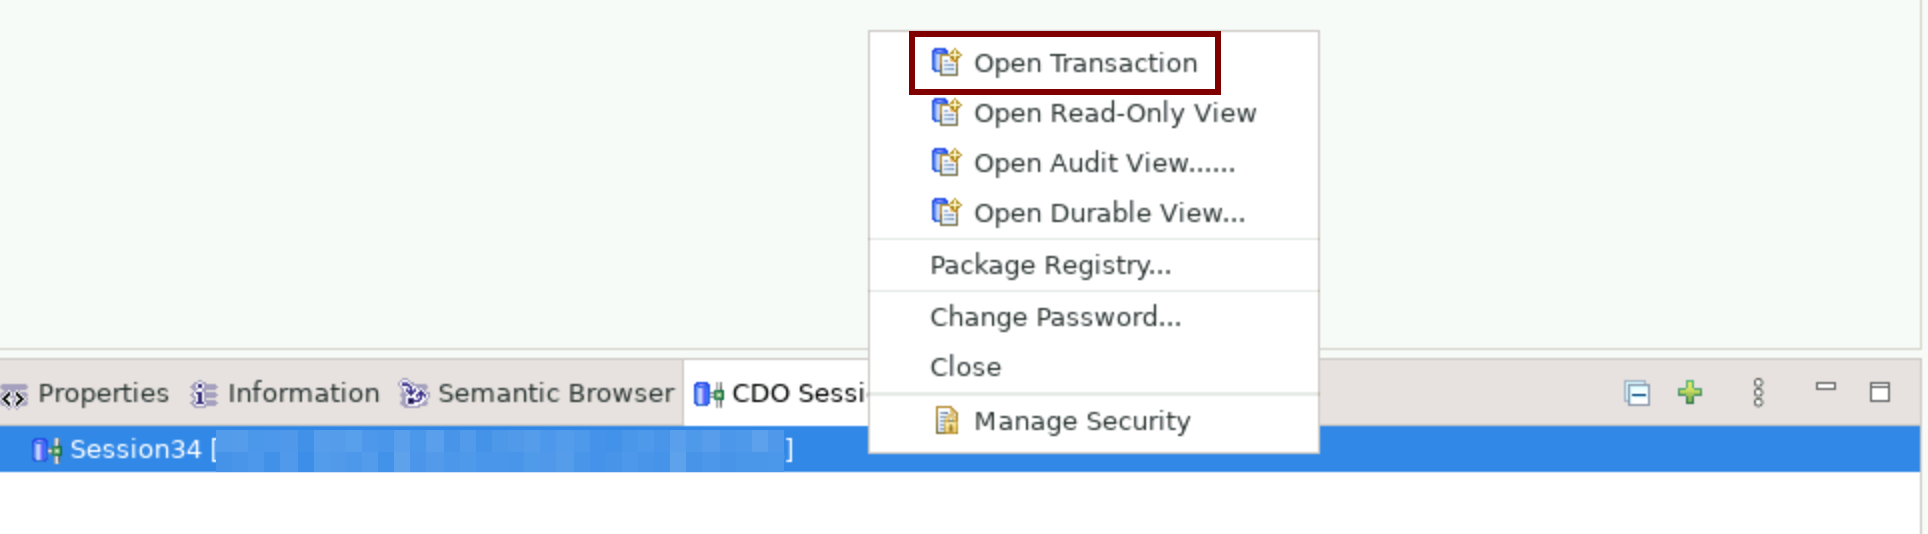 Open Transaction
Open Read-Only View
Open Audit View......
Open Durable View...
Package Registry...
Change Password...
Close
Manage Security
Properties Information Semantic Browser CDO Sessi
Session34 [ ]